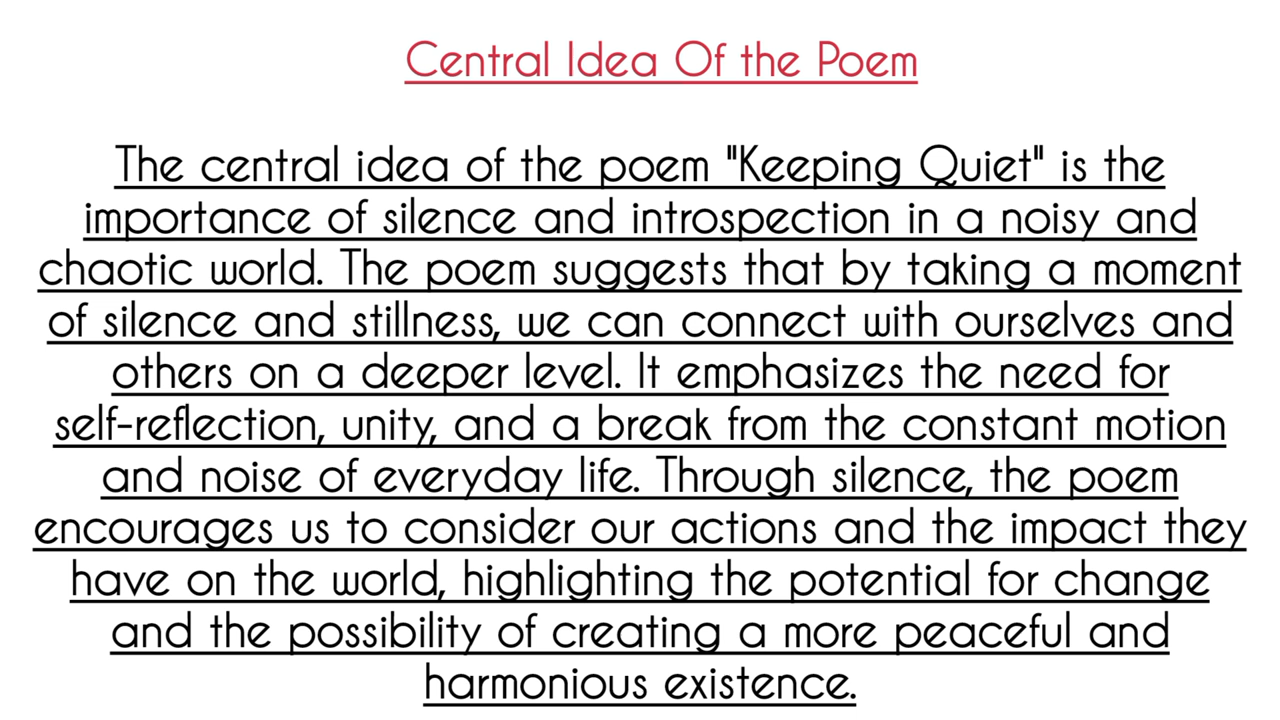 Central Idea Of the Poem
The central idea of the poem "Keeping Quiet" is the
importance of silence and introspection in a noisy and
chaotic world. The poem suggests that by taking a moment
of silence and stillness, we can connect with ourselves and
others on a deeper level. It emphasizes the need for
self-reflection, unity, and a break from the constant motion
and noise of everyday life. Through silence, the poem
encourages us to consider our actions and the impact they
have on the world, highlighting the potential for change
and the possibility of creating a more peaceful and
harmonious existence.